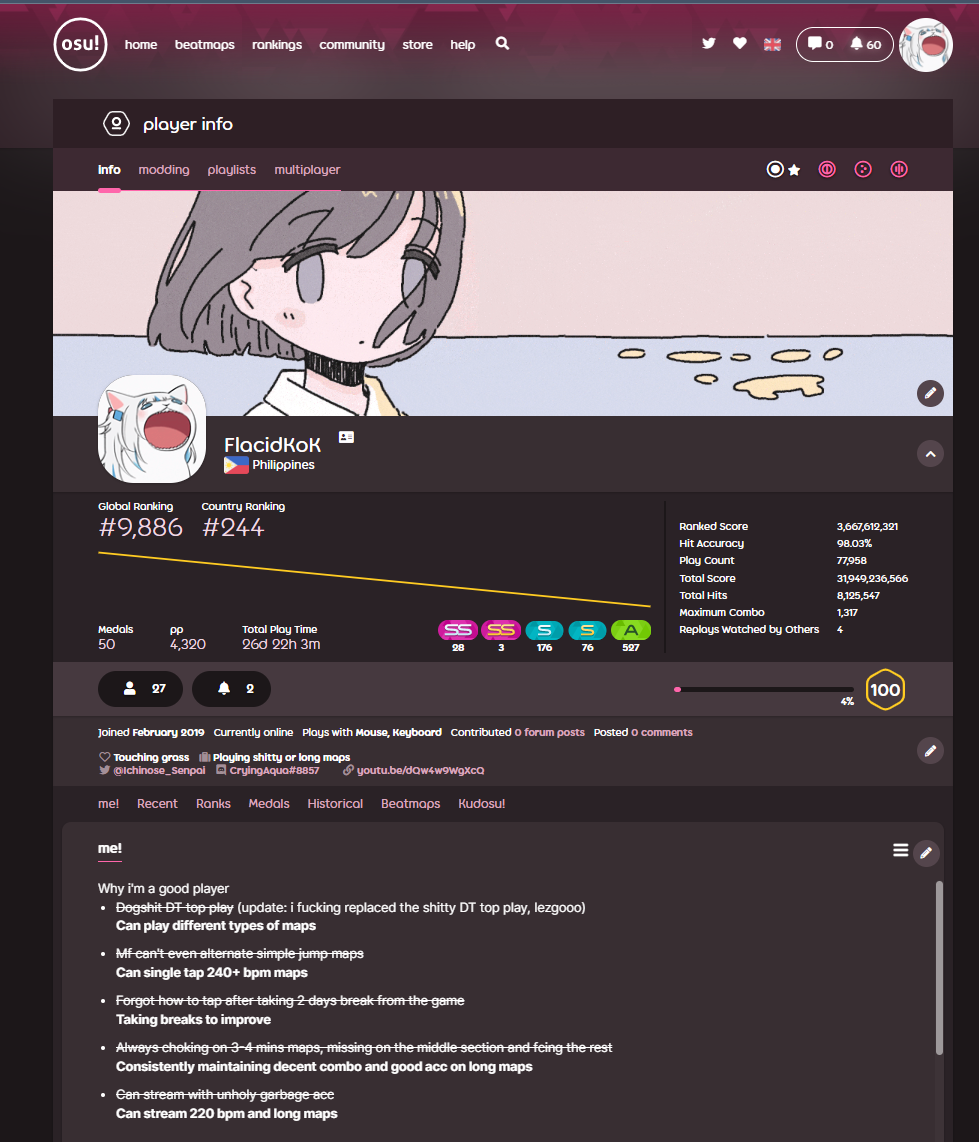 osu! home beatmaps rankings community store help 0 60
player info
info modding playlists multiplayer
FlacidKoK
Philippines
Global Ranking Country Ranking
#9,886 #244
Ranked Score 3,667,612,321
Hit Accuracy 98.03%
Play Count 77,958
Total Score 31,949,236,566
Total Hits 8,125,547
Maximum Combo 1,317
Replays Watched by Others 4
Medals pp Total Play Time
50 4,320 26d 22h 3m
SS SS S S A
28 3 176 76 527
27 2
4% 100
Joined February 2019 Currently online Plays with Mouse, Keyboard Contributed 0 forum posts Posted 0 comments
Touching grass Playing shitty or long maps
@Ichinose_Senpai CryingAqua#8857 youtu.be/dQw4w9WgXcQ
me! Recent Ranks Medals Historical Beatmaps Kudosu!
me!
Why i'm a good player
• Dogshit DT top play (update: i fucking replaced the shitty DT top play, lezgooo)
Can play different types of maps
• Mf can't even alternate simple jump maps
Can single tap 240+ bpm maps
• Forgot how to tap after taking 2 days break from the game
Taking breaks to improve
• Always choking on 3-4 mins maps, missing on the middle section and fcing the rest
Consistently maintaining decent combo and good acc on long maps
• Can stream with unholy garbage acc
Can stream 220 bpm and long maps